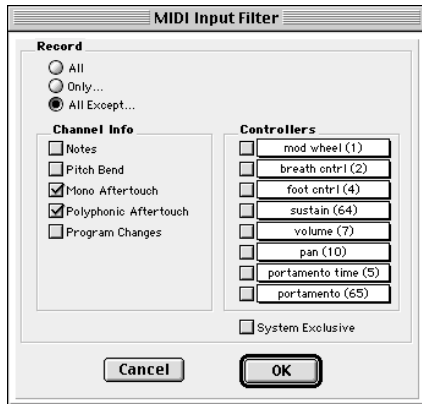 MIDI Input Filter
Record
All
Only...
All Except...
Channel Info
Notes
Pitch Bend
Mono Aftertouch
Polyphonic Aftertouch
Program Changes
Controllers
mod wheel (1)
breath cntrl (2)
foot cntrl (4)
sustain (64)
volume (7)
pan (10)
portamento time (5)
portamento (65)
System Exclusive
Cancel
OK